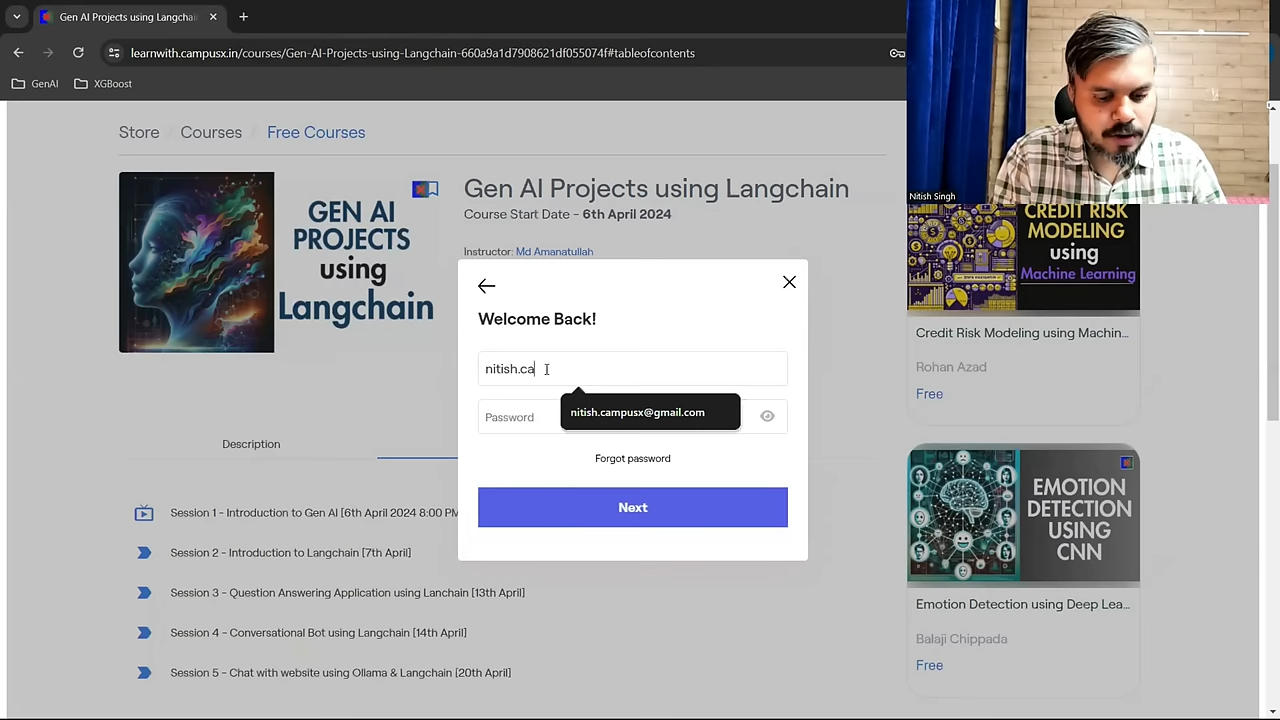 Gen AI Projects using Langchai
learnwith.campusx.in/courses/Gen-AI-Projects-using-Langchain-660a9a1d7908621df055074f#tableofcontents
GenAI
XGBoost
Nitish Singh
Store / Courses / Free Courses
GEN AI
PROJECTS
using
Langchain
Gen AI Projects using Langchain
Course Start Date - 6th April 2024
Instructor: Md Amanatullah
Welcome Back!
nitish.ca
nitish.campusx@gmail.com
Password
Forgot password
Next
Description
Session 1 - Introduction to Gen AI [6th April 2024 8:00 PM
Session 2 - Introduction to Langchain [7th April]
Session 3 - Question Answering Application using Lanchain [13th April]
Session 4 - Conversational Bot using Langchain [14th April]
Session 5 - Chat with website using Ollama & Langchain [20th April]
CREDIT RISK
MODELING
using
Machine Learning
Credit Risk Modeling using Machin...
Rohan Azad
Free
EMOTION
DETECTION
USING
CNN
Emotion Detection using Deep Lea...
Balaji Chippada
Free